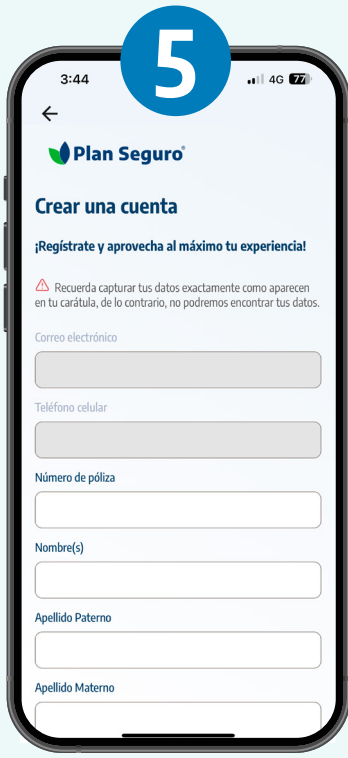 5
3:44
4G 77
Plan Seguro®
Crear una cuenta
¡Regístrate y aprovecha al máximo tu experiencia!
Recuerda capturar tus datos exactamente como aparecen
en tu carátula, de lo contrario, no podremos encontrar tus datos.
Correo electrónico
Teléfono celular
Número de póliza
Nombre(s)
Apellido Paterno
Apellido Materno